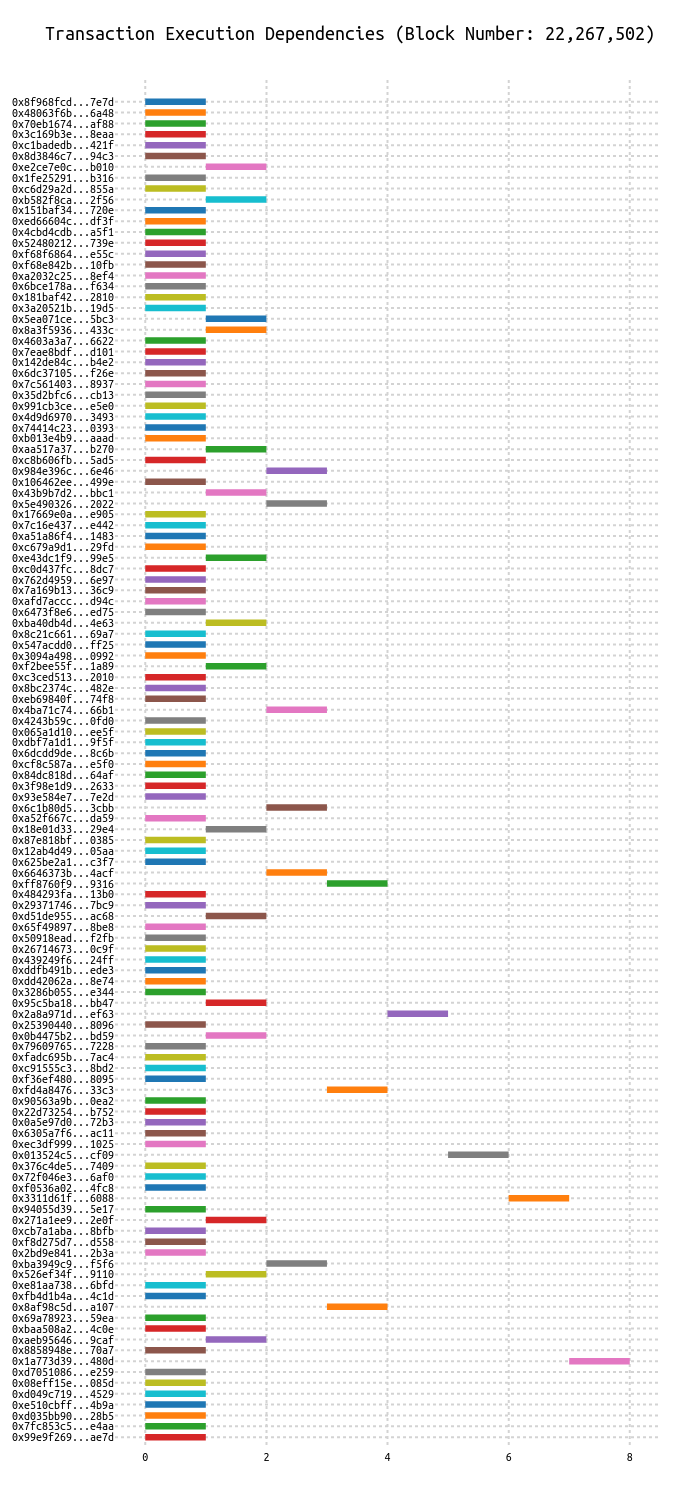 Transaction Execution Dependencies (Block Number: 22,267,502)
0x8f968fcd...7e7d
0x48063f6b...6a48
0x70eb1674...af88
0x3c169b3e...8eaa
0xc1badedb...421f
0x8d3846c7...94c3
0xe2ce7e0c...b010
0x1fe25291...b316
0xc6d29a2d...855a
0xb582f8ca...2f56
0x151baf34...720e
0xed66604c...df3f
0x4cbd4cdb...a5f1
0x52480212...739e
0xf68f6864...e55c
0xf68e842b...10fb
0xa2032c25...8ef4
0x6bce178a...f634
0x181baf42...2810
0x3a20521b...19d5
0x5ea071ce...5bc3
0x8a3f5936...433c
0x4603a3a7...6622
0x7eae8bdf...d101
0x142de84c...b4e2
0x6dc37105...f26e
0x7c561403...8937
0x35d2bfc6...cb13
0x991cb3ce...e5e0
0x4d9d6970...3493
0x74414c23...0393
0xb013e4b9...aaad
0xaa517a37...b270
0xc8b606fb...5ad5
0x984e396c...6e46
0x106462ee...499e
0x43b9b7d2...bbc1
0x5e490326...2022
0x17669e0a...e905
0x7c16e437...e442
0xa51a86f4...1483
0xc679a9d1...29fd
0xe43dc1f9...99e5
0xc0d437fc...8dc7
0x762d4959...6e97
0x7a169b13...36c9
0xafd7accc...d94c
0x6473f8e6...ed75
0xba40db4d...4e63
0x8c21c661...69a7
0x547acdd0...ff25
0x3094a498...0992
0xf2bee55f...1a89
0xc3ced513...2010
0x8bc2374c...482e
0xeb69840f...74f8
0x4ba71c74...66b1
0x4243b59c...0fd0
0x065a1d10...ee5f
0xdbf7a1d1...9f5f
0x6dcdd9de...8c6b
0xcf8c587a...e5f0
0x84dc818d...64af
0x3f98e1d9...2633
0x93e584e7...7e2d
0x6c1b80d5...3cbb
0xa52f667c...da59
0x18e01d33...29e4
0x87e818bf...0385
0x12ab4d49...05aa
0x625be2a1...c3f7
0x6646373b...4acf
0xff8760f9...9316
0x484293fa...13b0
0x29371746...7bc9
0xd51de955...ac68
0x65f49897...8be8
0x50918ead...f2fb
0x26714673...0c9f
0x439249f6...24ff
0xddfb491b...ede3
0xdd42062a...8e74
0x3286b055...e344
0x95c5ba18...bb47
0x2a8a971d...ef63
0x25390440...8096
0x0b4475b2...bd59
0x79609765...7228
0xfadc695b...7ac4
0xc91555c3...8bd2
0xf36ef480...8095
0xfd4a8476...33c3
0x90563a9b...0ea2
0x22d73254...b752
0x0a5e97d0...72b3
0x6305a7f6...ac11
0xec3df999...1025
0x013524c5...cf09
0x376c4de5...7409
0x72f046e3...6af0
0xf0536a02...4fc8
0x3311d61f...6088
0x94055d39...5e17
0x271a1ee9...2e0f
0xcb7a1aba...8bfb
0xf8d275d7...d558
0x2bd9e841...2b3a
0xba3949c9...f5f6
0x526ef34f...9110
0xe81aa738...6bfd
0xfb4d1b4a...4c1d
0x8af98c5d...a107
0x69a78923...59ea
0xbaa508a2...4c0e
0xaeb95646...9caf
0x8858948e...70a7
0x1a773d39...480d
0xd7051086...e259
0x08eff15e...085d
0xd049c719...4529
0xe510cbff...4b9a
0xd035bb90...28b5
0x7fc853c5...e4aa
0x99e9f269...ae7d
0 2 4 6 8